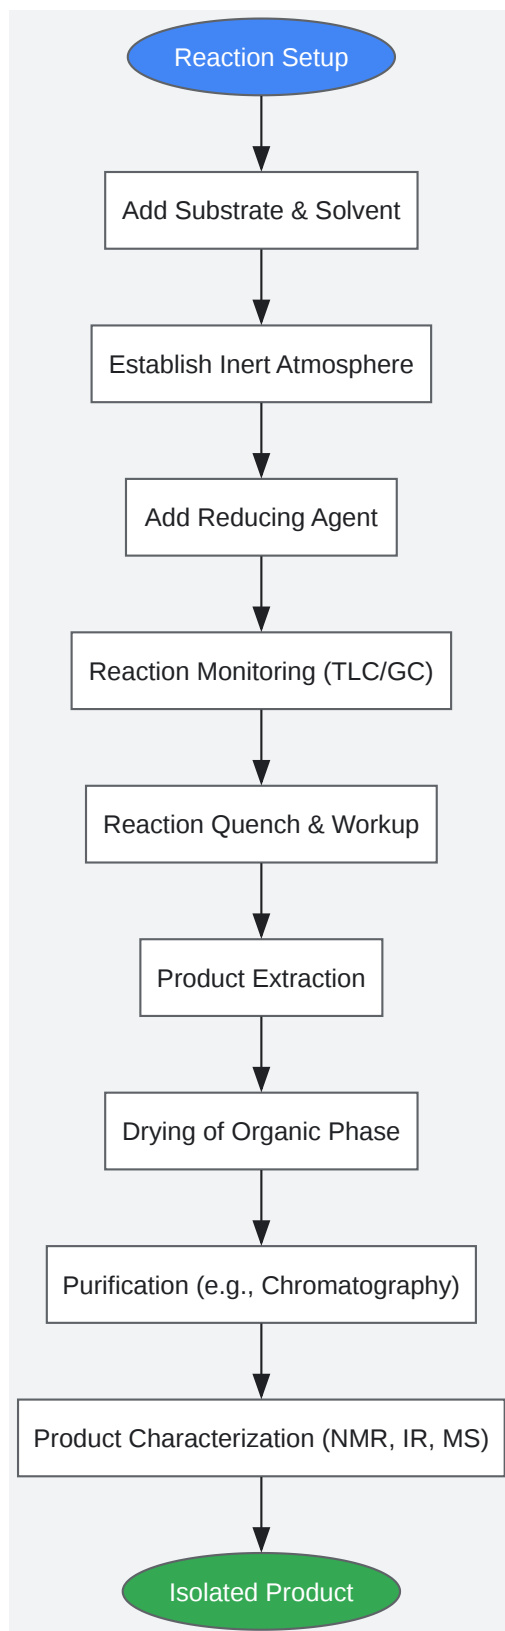 Reaction Setup
Add Substrate & Solvent
Establish Inert Atmosphere
Add Reducing Agent
Reaction Monitoring (TLC/GC)
Reaction Quench & Workup
Product Extraction
Drying of Organic Phase
Purification (e.g., Chromatography)
Product Characterization (NMR, IR, MS)
Isolated Product